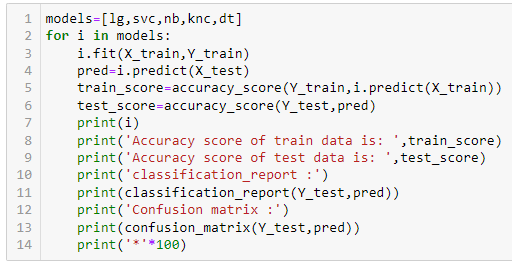 1 models=[lg,svc,nb,knc,dt]
2 for i in models:
3     i.fit(X_train,Y_train)
4     pred=i.predict(X_test)
5     train_score=accuracy_score(Y_train,i.predict(X_train))
6     test_score=accuracy_score(Y_test,pred)
7     print(i)
8     print('Accuracy score of train data is: ',train_score)
9     print('Accuracy score of test data is: ',test_score)
10     print('classification_report :')
11     print(classification_report(Y_test,pred))
12     print('Confusion matrix :')
13     print(confusion_matrix(Y_test,pred))
14     print('*'*100)